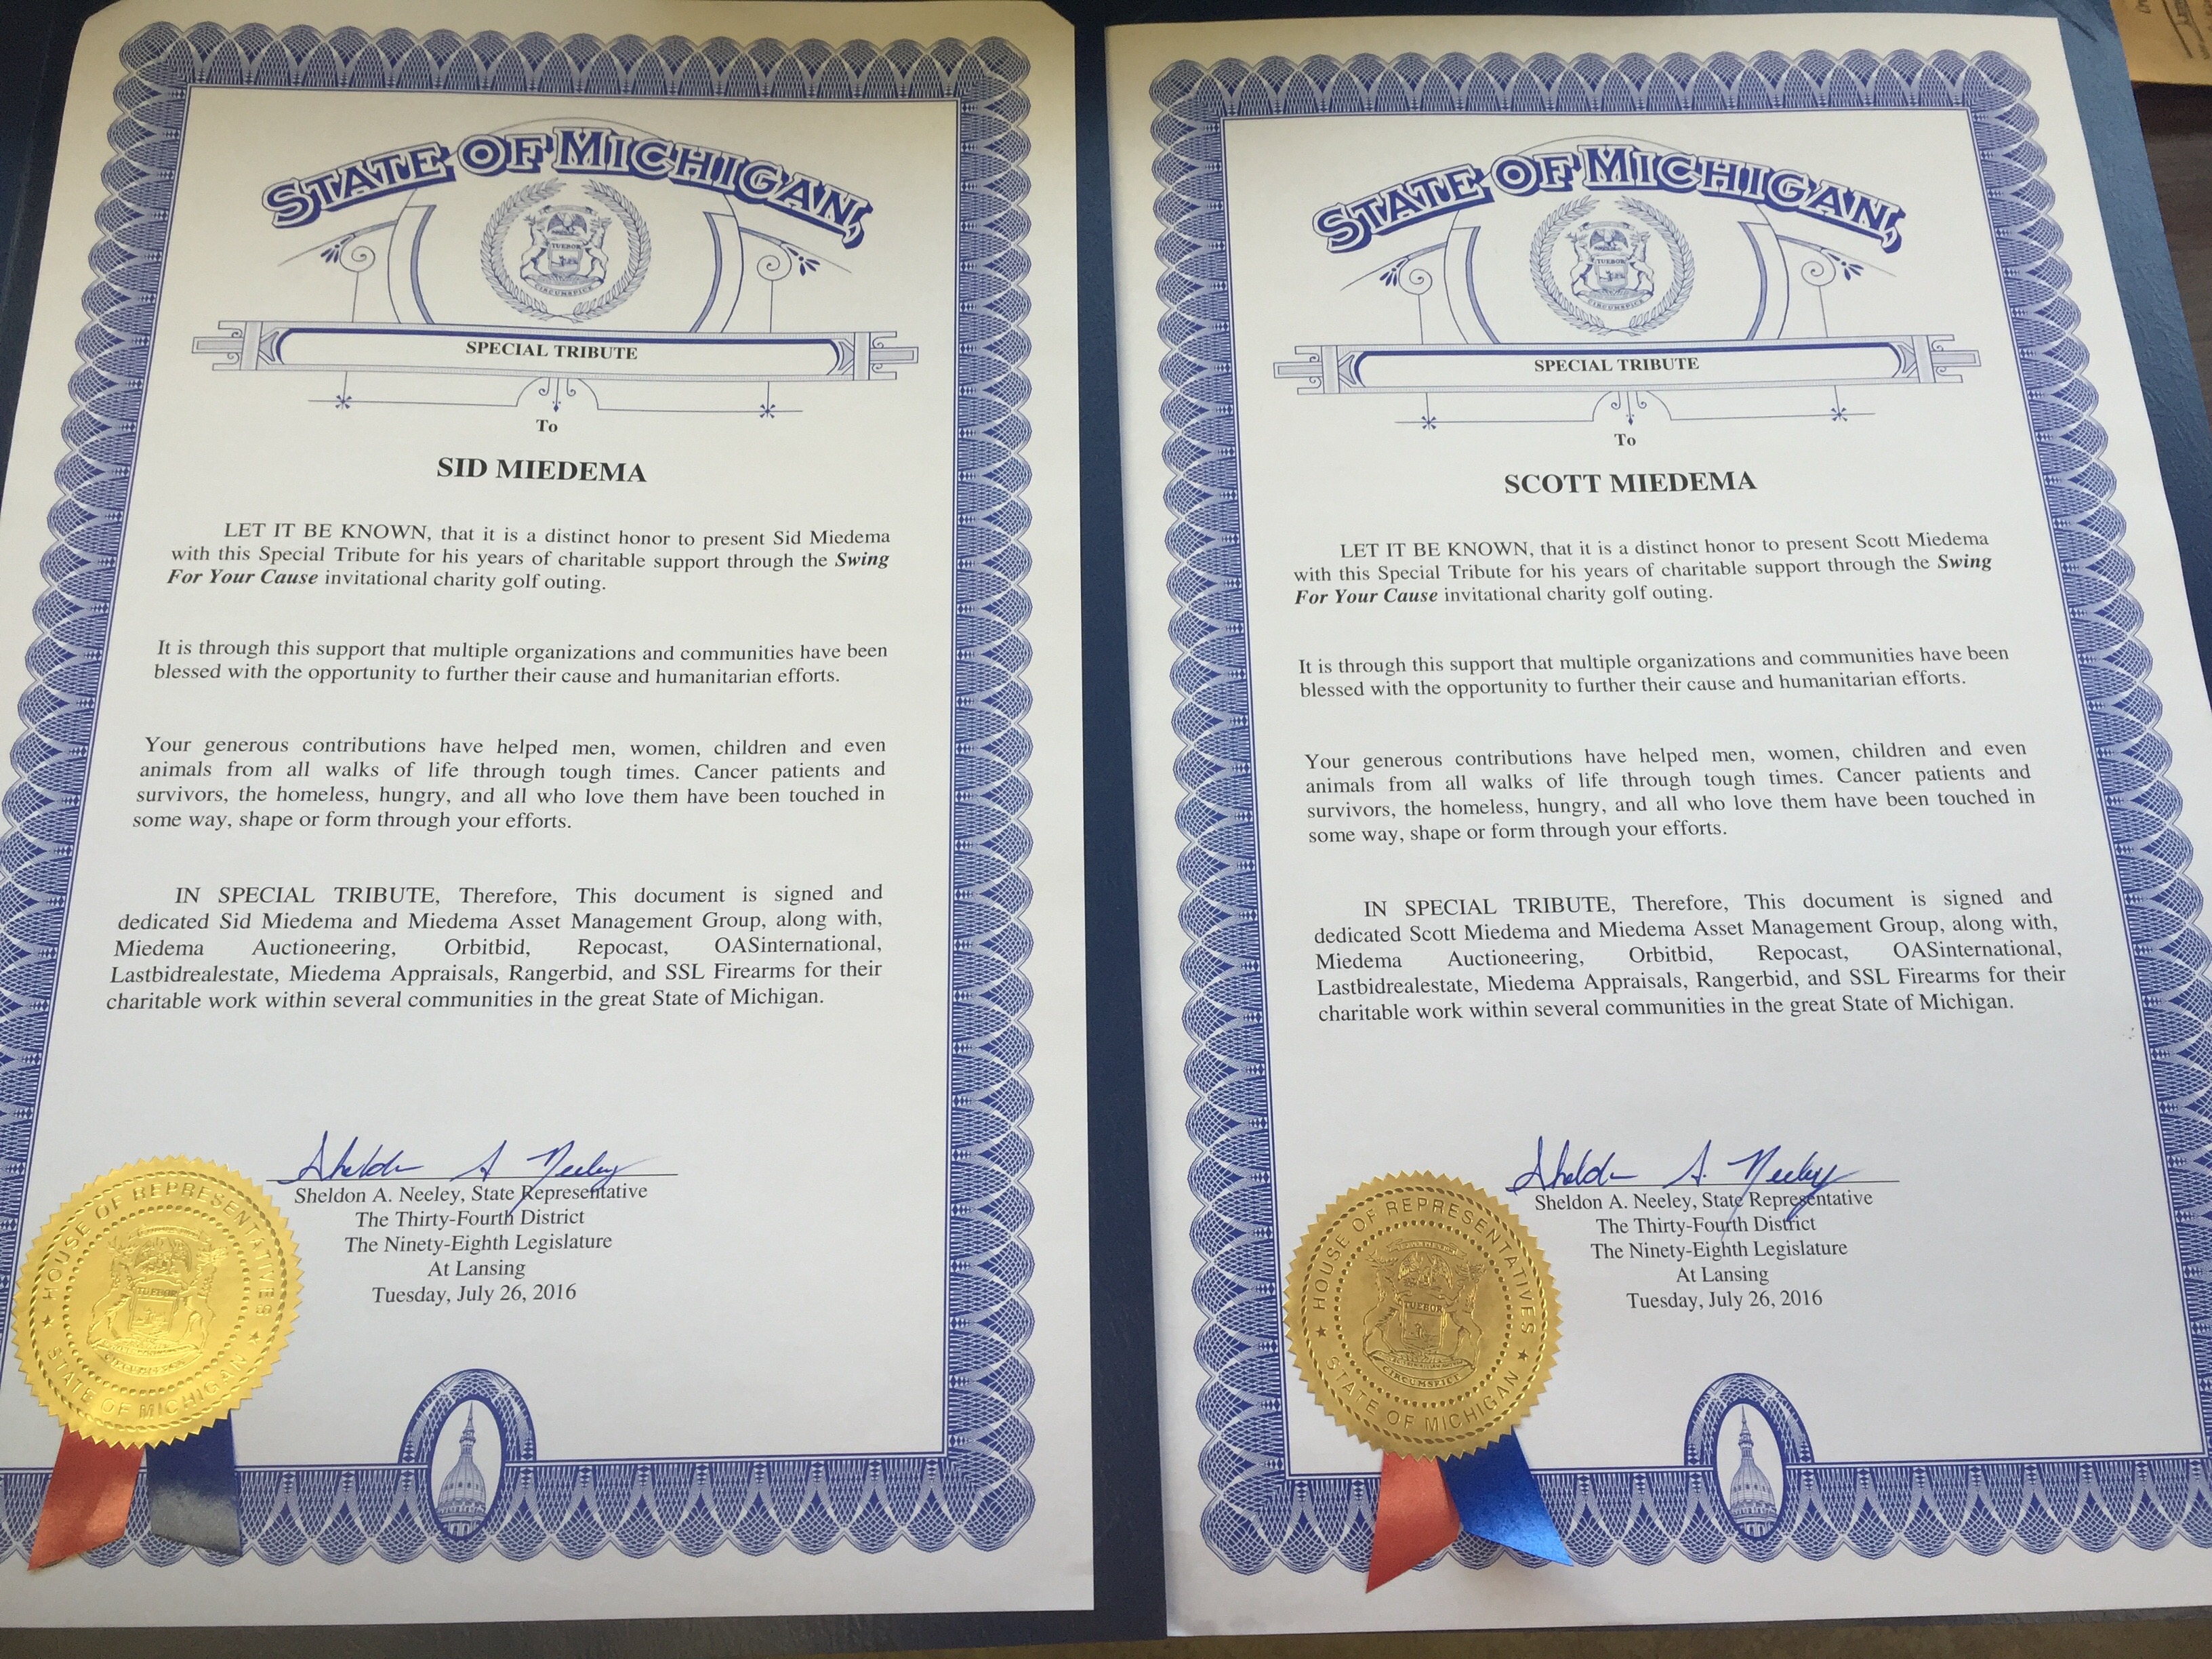 STATE OF MICHIGAN,
TUEBOR
CIRCUMSPICE
SPECIAL TRIBUTE
To
SID MIEDEMA
LET IT BE KNOWN, that it is a distinct honor to present Sid Miedema
with this Special Tribute for his years of charitable support through the Swing
For Your Cause invitational charity golf outing.
It is through this support that multiple organizations and communities have been
blessed with the opportunity to further their cause and humanitarian efforts.
Your generous contributions have helped men, women, children and even
animals from all walks of life through tough times. Cancer patients and
survivors, the homeless, hungry, and all who love them have been touched in
some way, shape or form through your efforts.
IN SPECIAL TRIBUTE, Therefore, This document is signed and
dedicated Sid Miedema and Miedema Asset Management Group, along with,
Miedema Auctioneering, Orbitbid, Repocast, OASinternational,
Lastbidrealestate, Miedema Appraisals, Rangerbid, and SSL Firearms for their
charitable work within several communities in the great State of Michigan.
Sheldon A. Neeley
Sheldon A. Neeley, State Representative
The Thirty-Fourth District
The Ninety-Eighth Legislature
At Lansing
Tuesday, July 26, 2016
HOUSE OF REPRESENTATIVES
TUEBOR
CIRCUMSPICE
STATE OF MICHIGAN
STATE OF MICHIGAN,
TUEBOR
CIRCUMSPICE
SPECIAL TRIBUTE
To
SCOTT MIEDEMA
LET IT BE KNOWN, that it is a distinct honor to present Scott Miedema
with this Special Tribute for his years of charitable support through the Swing
For Your Cause invitational charity golf outing.
It is through this support that multiple organizations and communities have been
blessed with the opportunity to further their cause and humanitarian efforts.
Your generous contributions have helped men, women, children and even
animals from all walks of life through tough times. Cancer patients and
survivors, the homeless, hungry, and all who love them have been touched in
some way, shape or form through your efforts.
IN SPECIAL TRIBUTE, Therefore, This document is signed and
dedicated Scott Miedema and Miedema Asset Management Group, along with,
Miedema Auctioneering, Orbitbid, Repocast, OASinternational,
Lastbidrealestate, Miedema Appraisals, Rangerbid, and SSL Firearms for their
charitable work within several communities in the great State of Michigan.
Sheldon A. Neeley
Sheldon A. Neeley, State Representative
The Thirty-Fourth District
The Ninety-Eighth Legislature
At Lansing
Tuesday, July 26, 2016
HOUSE OF REPRESENTATIVES
TUEBOR
CIRCUMSPICE
STATE OF MICHIGAN